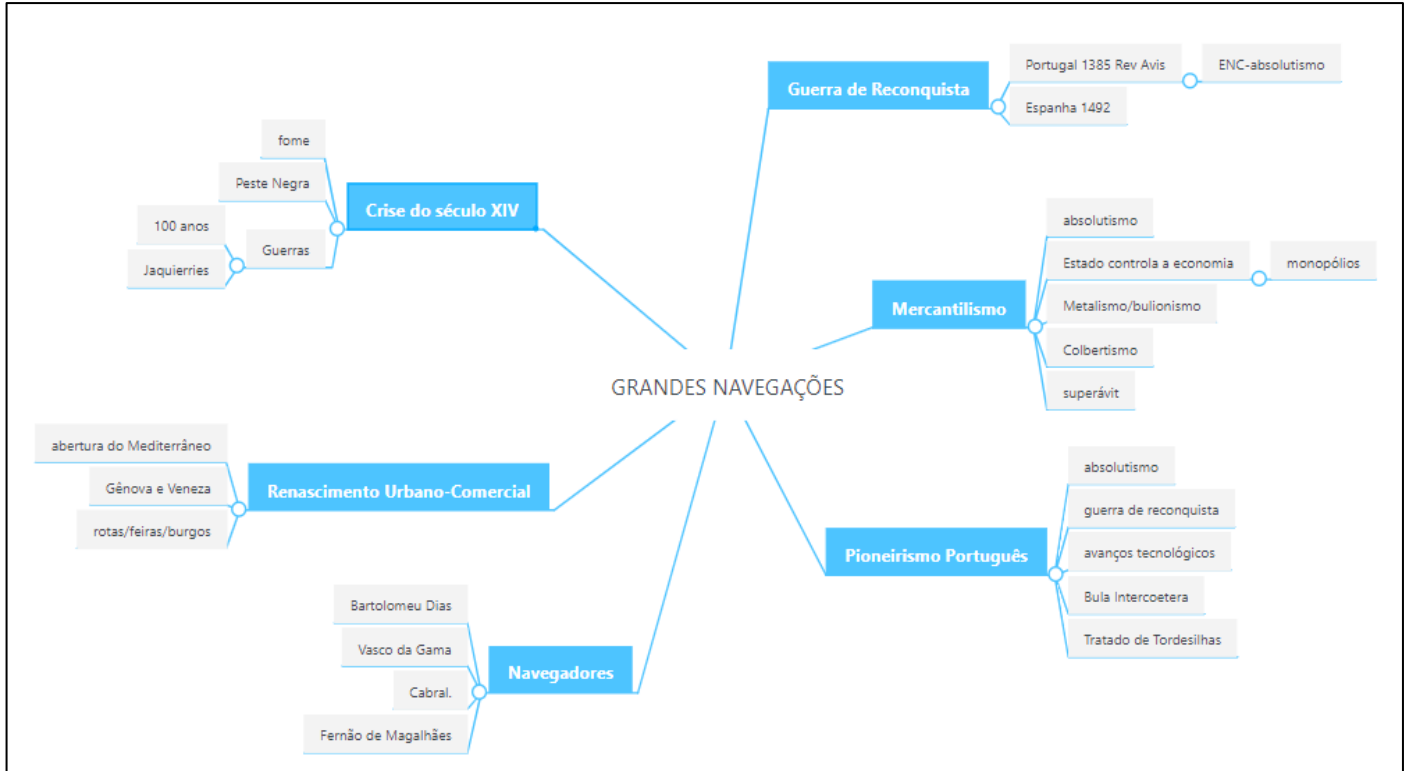 GRANDES NAVEGAÇÕES
Guerra de Reconquista
Portugal 1385 Rev Avis
ENC-absolutismo
Espanha 1492
Mercantilismo
absolutismo
Estado controla a economia
monopólios
Metalismo/bulionismo
Colbertismo
superávit
Pioneirismo Português
absolutismo
guerra de reconquista
avanços tecnológicos
Bula Intercoetera
Tratado de Tordesilhas
Navegadores
Bartolomeu Dias
Vasco da Gama
Cabral.
Fernão de Magalhães
Renascimento Urbano-Comercial
abertura do Mediterrâneo
Gênova e Veneza
rotas/feiras/burgos
Crise do século XIV
fome
Peste Negra
Guerras
100 anos
Jaquierries